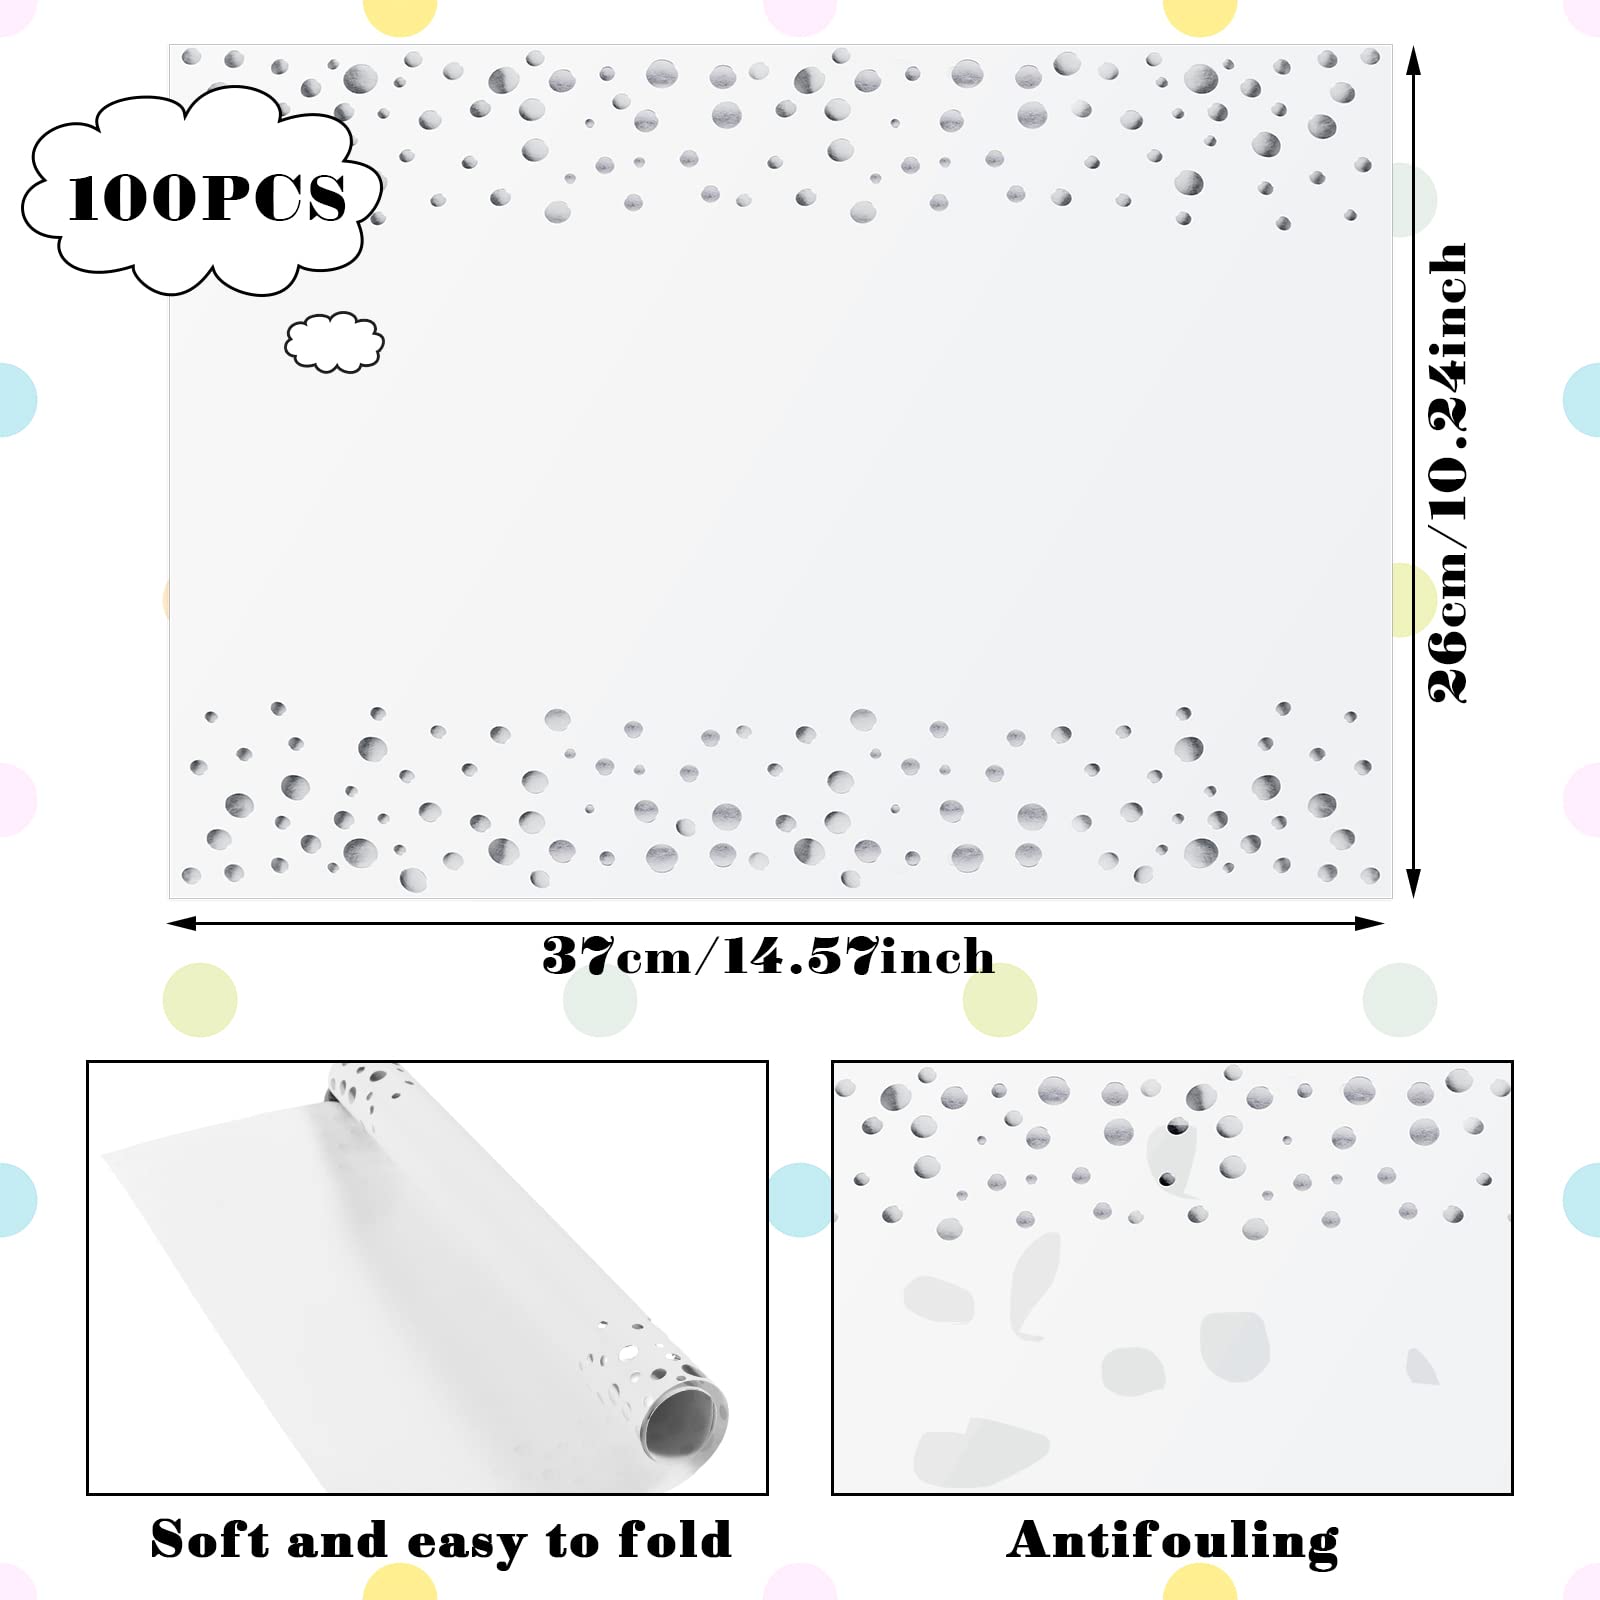 100PCS
26cm/10.24inch
37cm/14.57inch
Soft and easy to fold
Antifouling